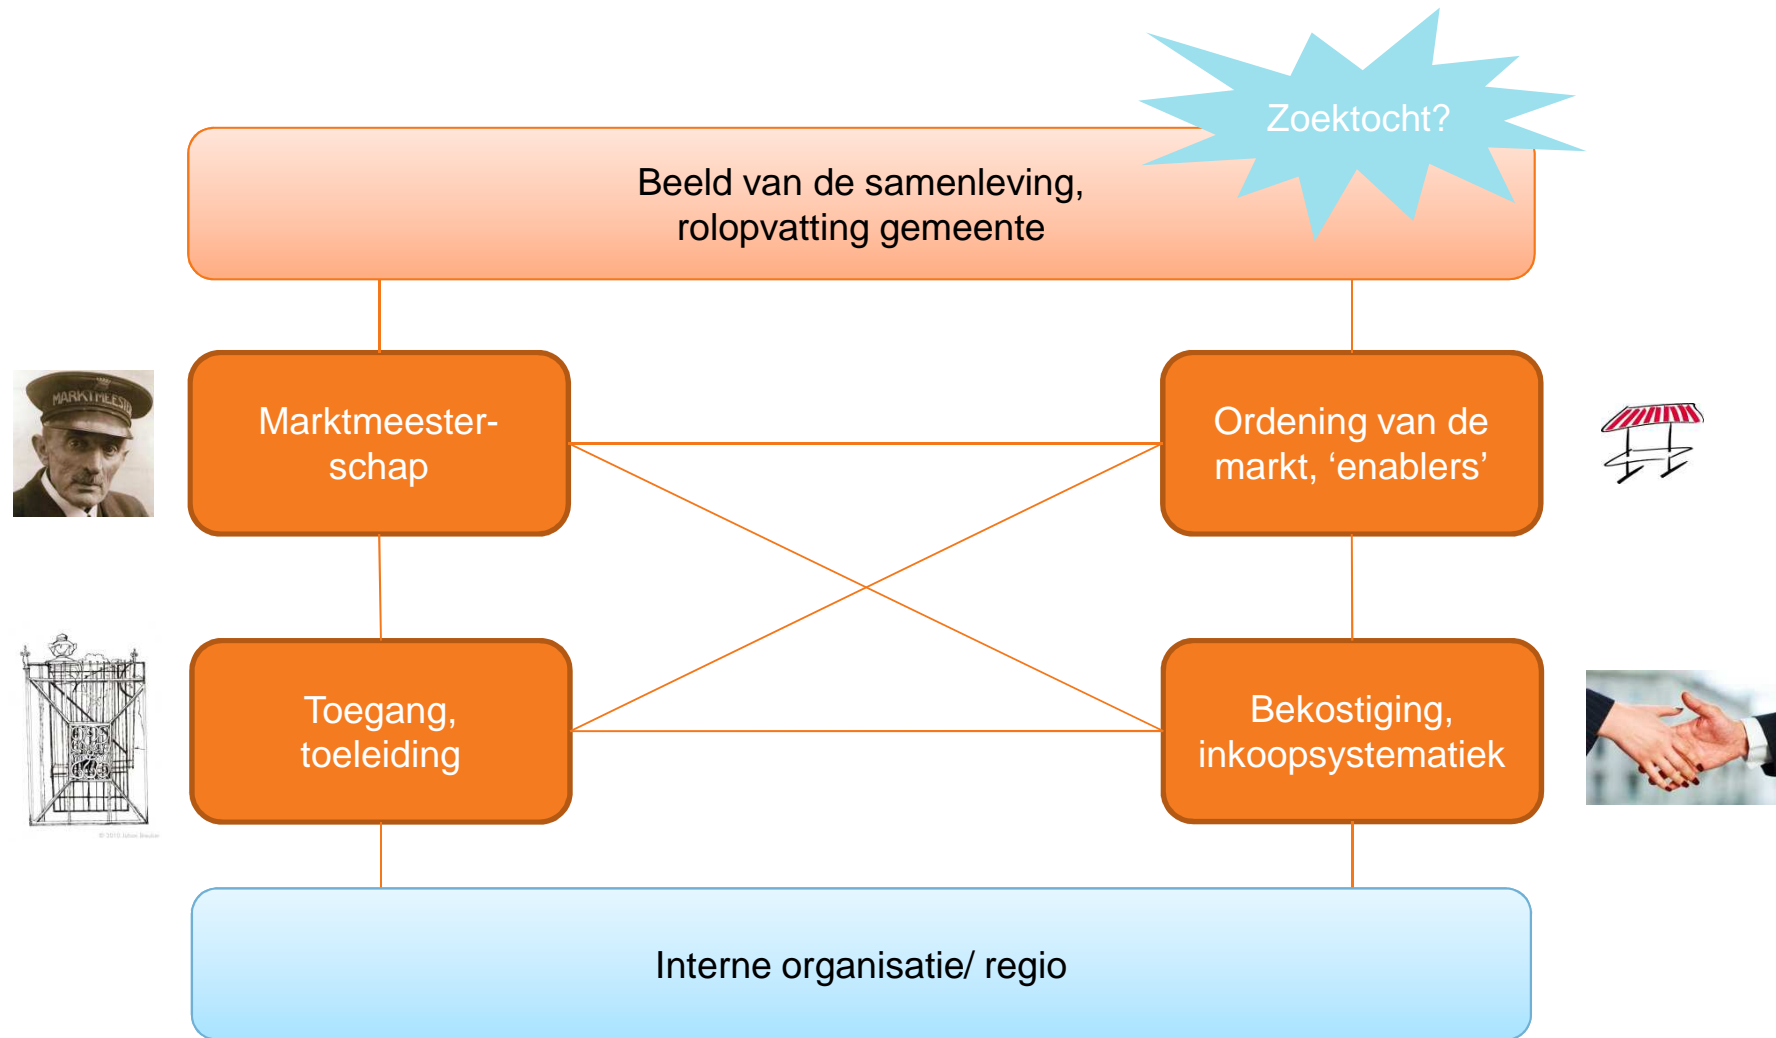 Zoektocht?
Beeld van de samenleving,
rolopvatting gemeente
MARKTMEESTER
Marktmeester-
schap
Ordening van de
markt, ‘enablers’
Toegang,
toeleiding
Bekostiging,
inkoopsystematiek
Interne organisatie/ regio